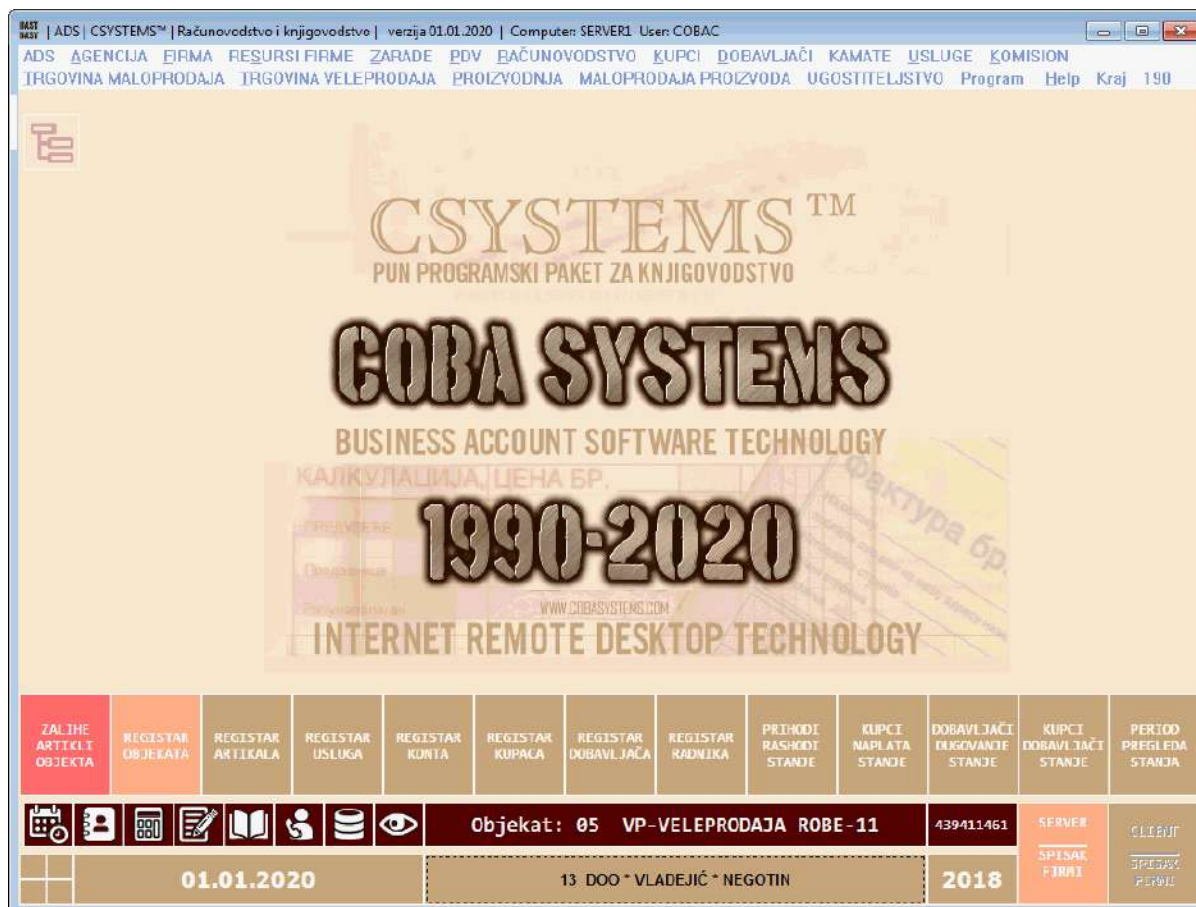 BAST
BAST | ADS | CSYSTEMS™ | Računovodstvo i knjigovodstvo | verzija 01.01.2020 | Computer: SERVER1 User: COBAC
ADS AGENCIJA FIRMA RESURSI FIRME ZARADE PDV RAČUNOVODSTVO KUPCI DOBAVLJAČI KAMATE USLUGE KOMISION
TRGOVINA MALOPRODAJA TRGOVINA VELEPRODAJA PROIZVODNJA MALOPRODAJA PROIZVODA UGOSTITELJSTVO Program Help Kraj 190
CSYSTEMS™
PUN PROGRAMSKI PAKET ZA KNJIGOVODSTVO
COBA SYSTEMS
BUSINESS ACCOUNT SOFTWARE TECHNOLOGY
КАЛКУЛАЦИЈА, ЦЕНА БР.
Фактура бр.
1990-2020
WWW.COBASYSTEMS.COM
INTERNET REMOTE DESKTOP TECHNOLOGY
ZALIHE ARTIKLI OBJEKTA
REGISTAR OBJEKATA
REGISTAR ARTIKALA
REGISTAR USLUGA
REGISTAR KONTA
REGISTAR KUPACA
REGISTAR DOBAVLJAČA
REGISTAR RADNIKA
PRIHODI RASHODI STANJE
KUPCI NAPLATA STANJE
DOBAVLJAČI DUGOVANJE STANJE
KUPCI DOBAVLJAČI STANJE
PERIOD PREGLEDA STANJA
Objekat: 05 VP-VELEPRODAJA ROBE-11
439411461
SERVER
SPISAK FIRMI
CLIENT
SPISAK FIRMI
01.01.2020
13 DOO * VLADEJIĆ * NEGOTIN
2018